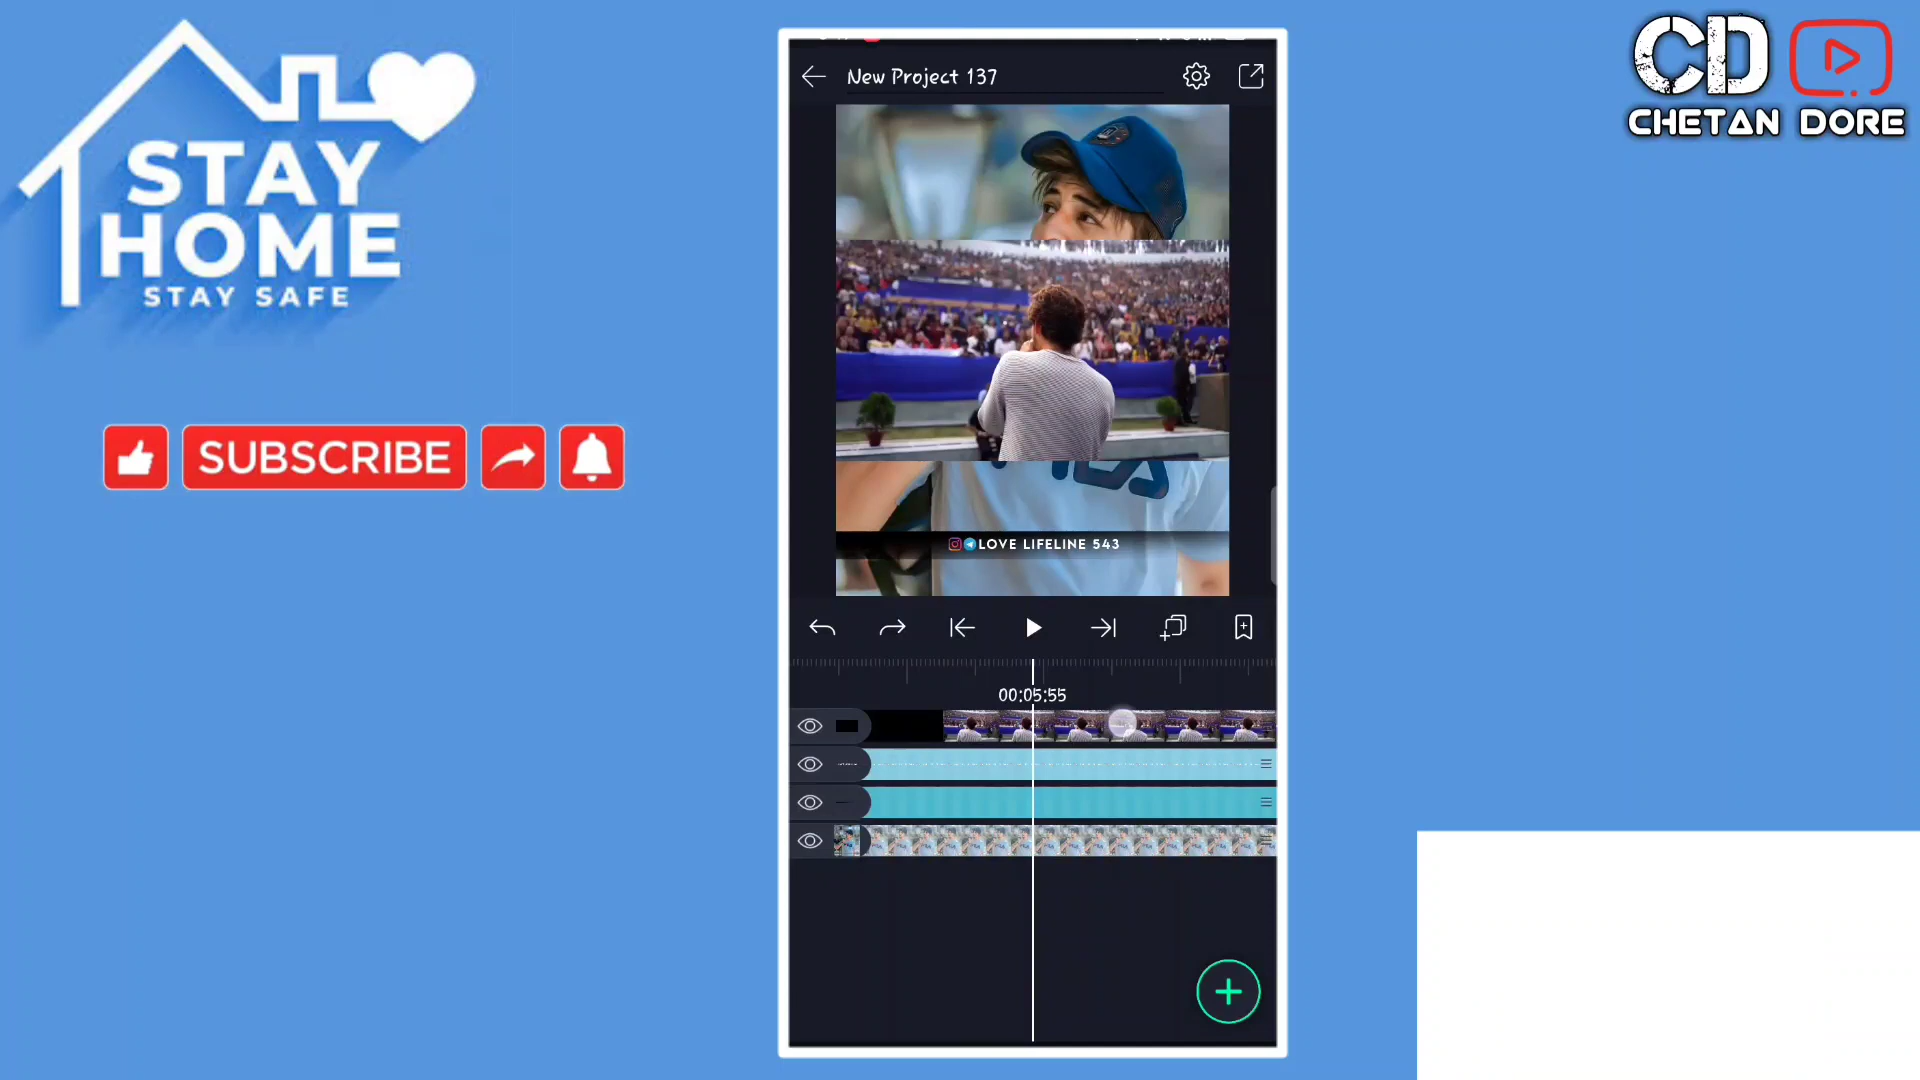 STAY
HOME
STAY SAFE
SUBSCRIBE
CD
CHETAN DORE
New Project 137
LOVE LIFELINE 543
00:05:55